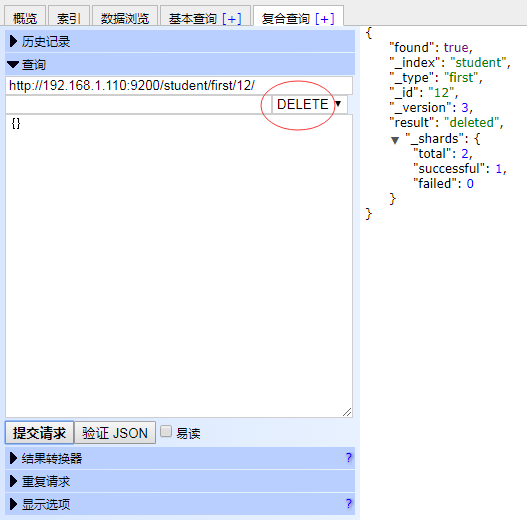 概览 索引 数据浏览 基本查询 [+] 复合查询 [+]
历史记录
查询
http://192.168.1.110:9200/student/first/12/
DELETE
{}
提交请求 验证 JSON 易读
结果转换器 ?
重复请求
显示选项 ?
{
"found": true,
"_index": "student",
"_type": "first",
"_id": "12",
"_version": 3,
"result": "deleted",
"_shards": {
"total": 2,
"successful": 1,
"failed": 0
}
}